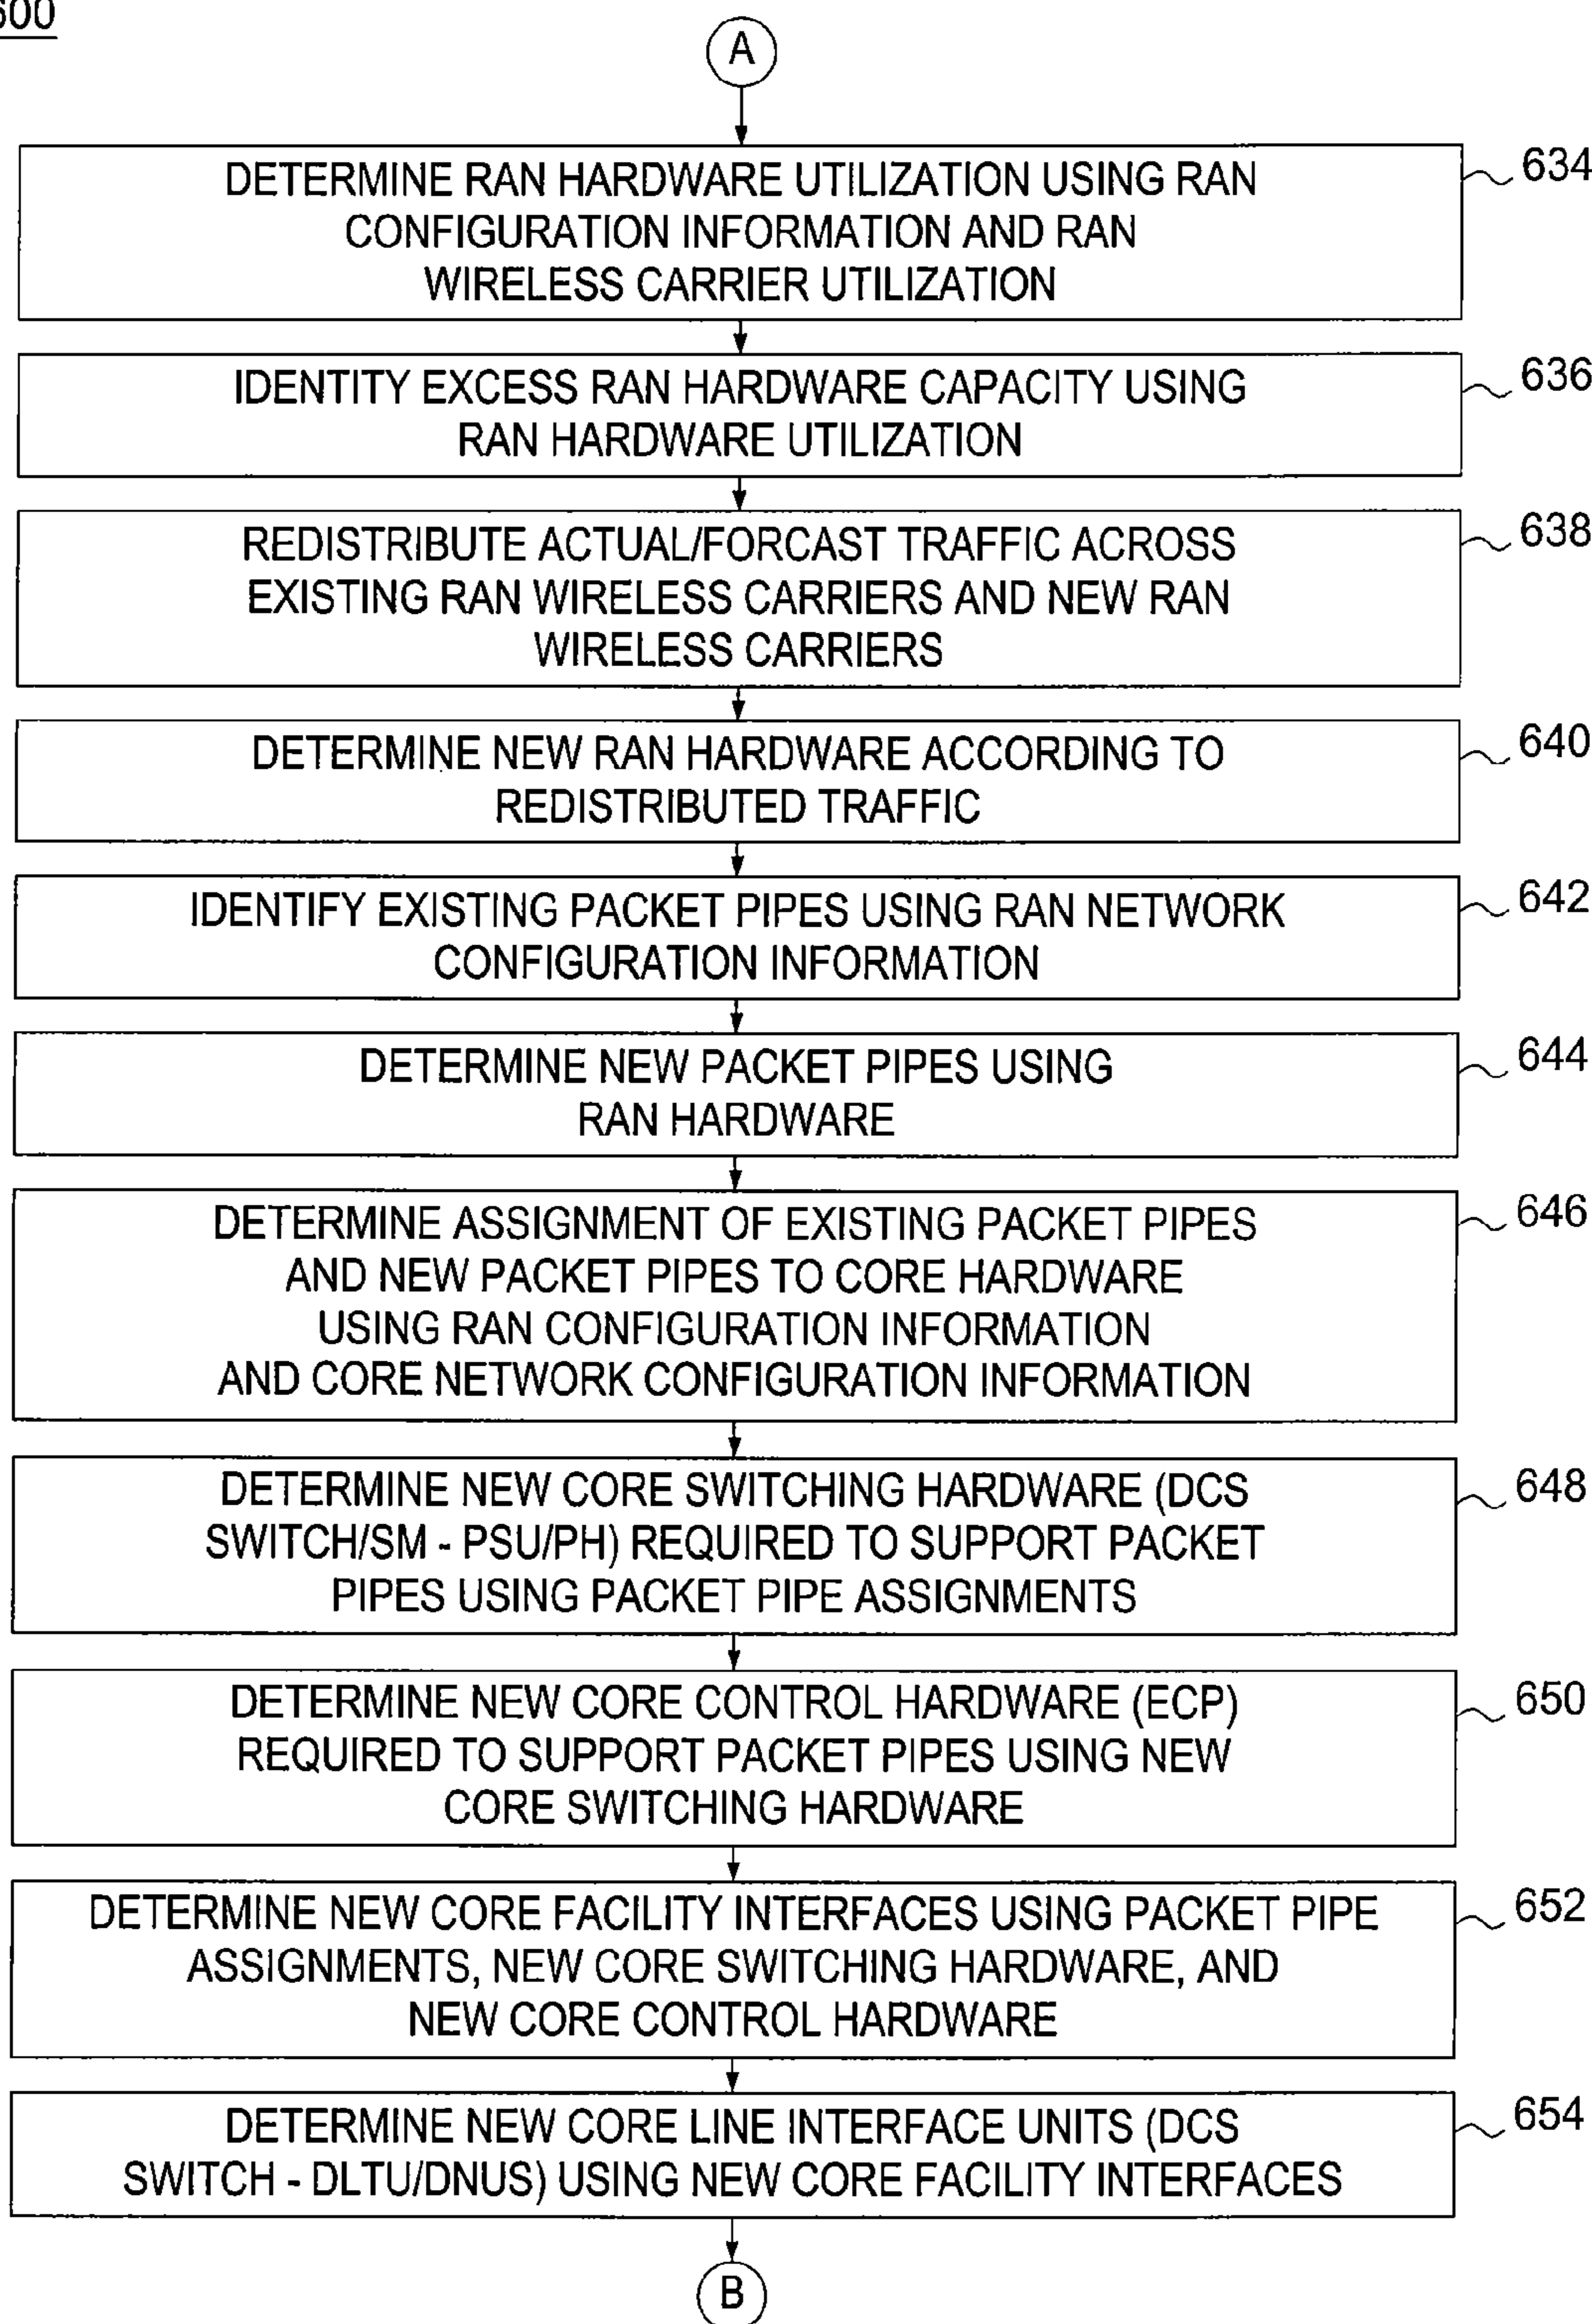 600
A
DETERMINE RAN HARDWARE UTILIZATION USING RAN
CONFIGURATION INFORMATION AND RAN
WIRELESS CARRIER UTILIZATION
634
IDENTITY EXCESS RAN HARDWARE CAPACITY USING
RAN HARDWARE UTILIZATION
636
REDISTRIBUTE ACTUAL/FORCAST TRAFFIC ACROSS
EXISTING RAN WIRELESS CARRIERS AND NEW RAN
WIRELESS CARRIERS
638
DETERMINE NEW RAN HARDWARE ACCORDING TO
REDISTRIBUTED TRAFFIC
640
IDENTIFY EXISTING PACKET PIPES USING RAN NETWORK
CONFIGURATION INFORMATION
642
DETERMINE NEW PACKET PIPES USING
RAN HARDWARE
644
DETERMINE ASSIGNMENT OF EXISTING PACKET PIPES
AND NEW PACKET PIPES TO CORE HARDWARE
USING RAN CONFIGURATION INFORMATION
AND CORE NETWORK CONFIGURATION INFORMATION
646
DETERMINE NEW CORE SWITCHING HARDWARE (DCS
SWITCH/SM - PSU/PH) REQUIRED TO SUPPORT PACKET
PIPES USING PACKET PIPE ASSIGNMENTS
648
DETERMINE NEW CORE CONTROL HARDWARE (ECP)
REQUIRED TO SUPPORT PACKET PIPES USING NEW
CORE SWITCHING HARDWARE
650
DETERMINE NEW CORE FACILITY INTERFACES USING PACKET PIPE
ASSIGNMENTS, NEW CORE SWITCHING HARDWARE, AND
NEW CORE CONTROL HARDWARE
652
DETERMINE NEW CORE LINE INTERFACE UNITS (DCS
SWITCH - DLTU/DNUS) USING NEW CORE FACILITY INTERFACES
654
B